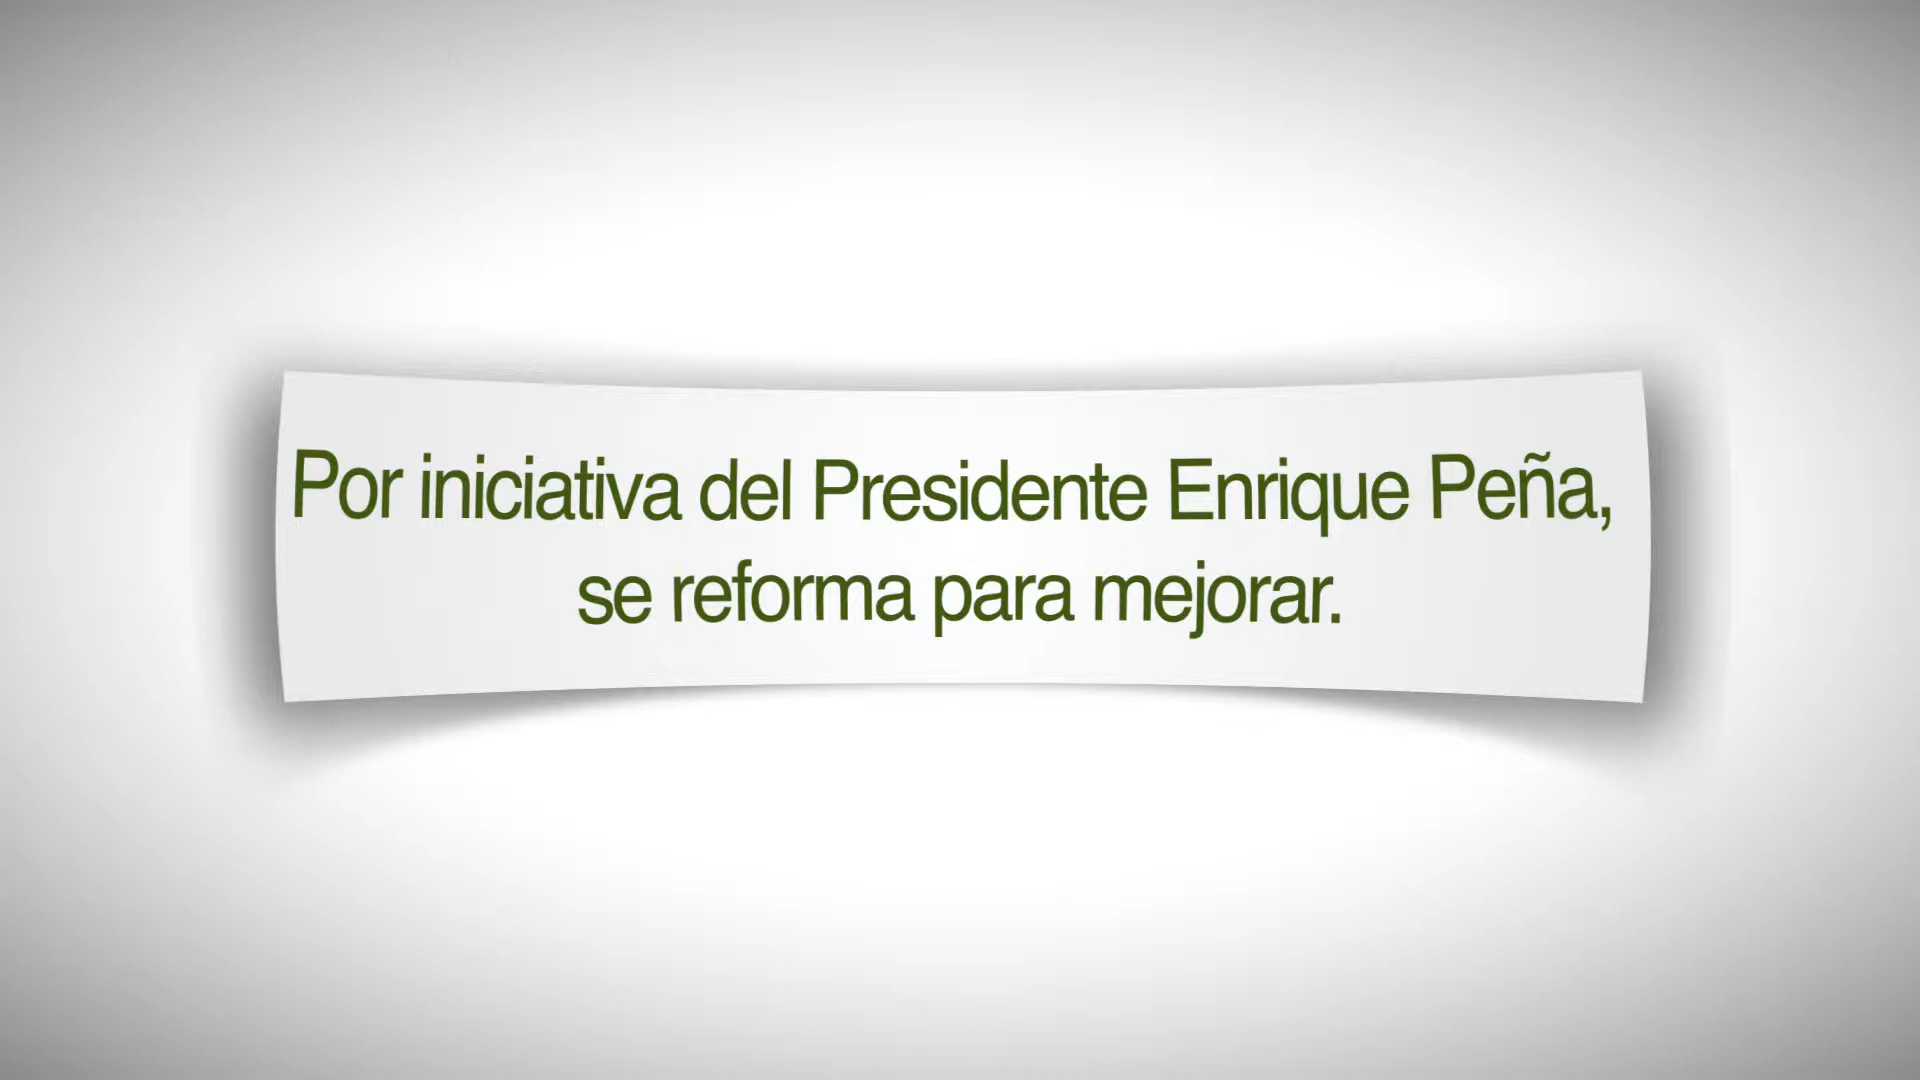 Por iniciativa del Presidente Enrique Peña,
se reforma para mejorar.